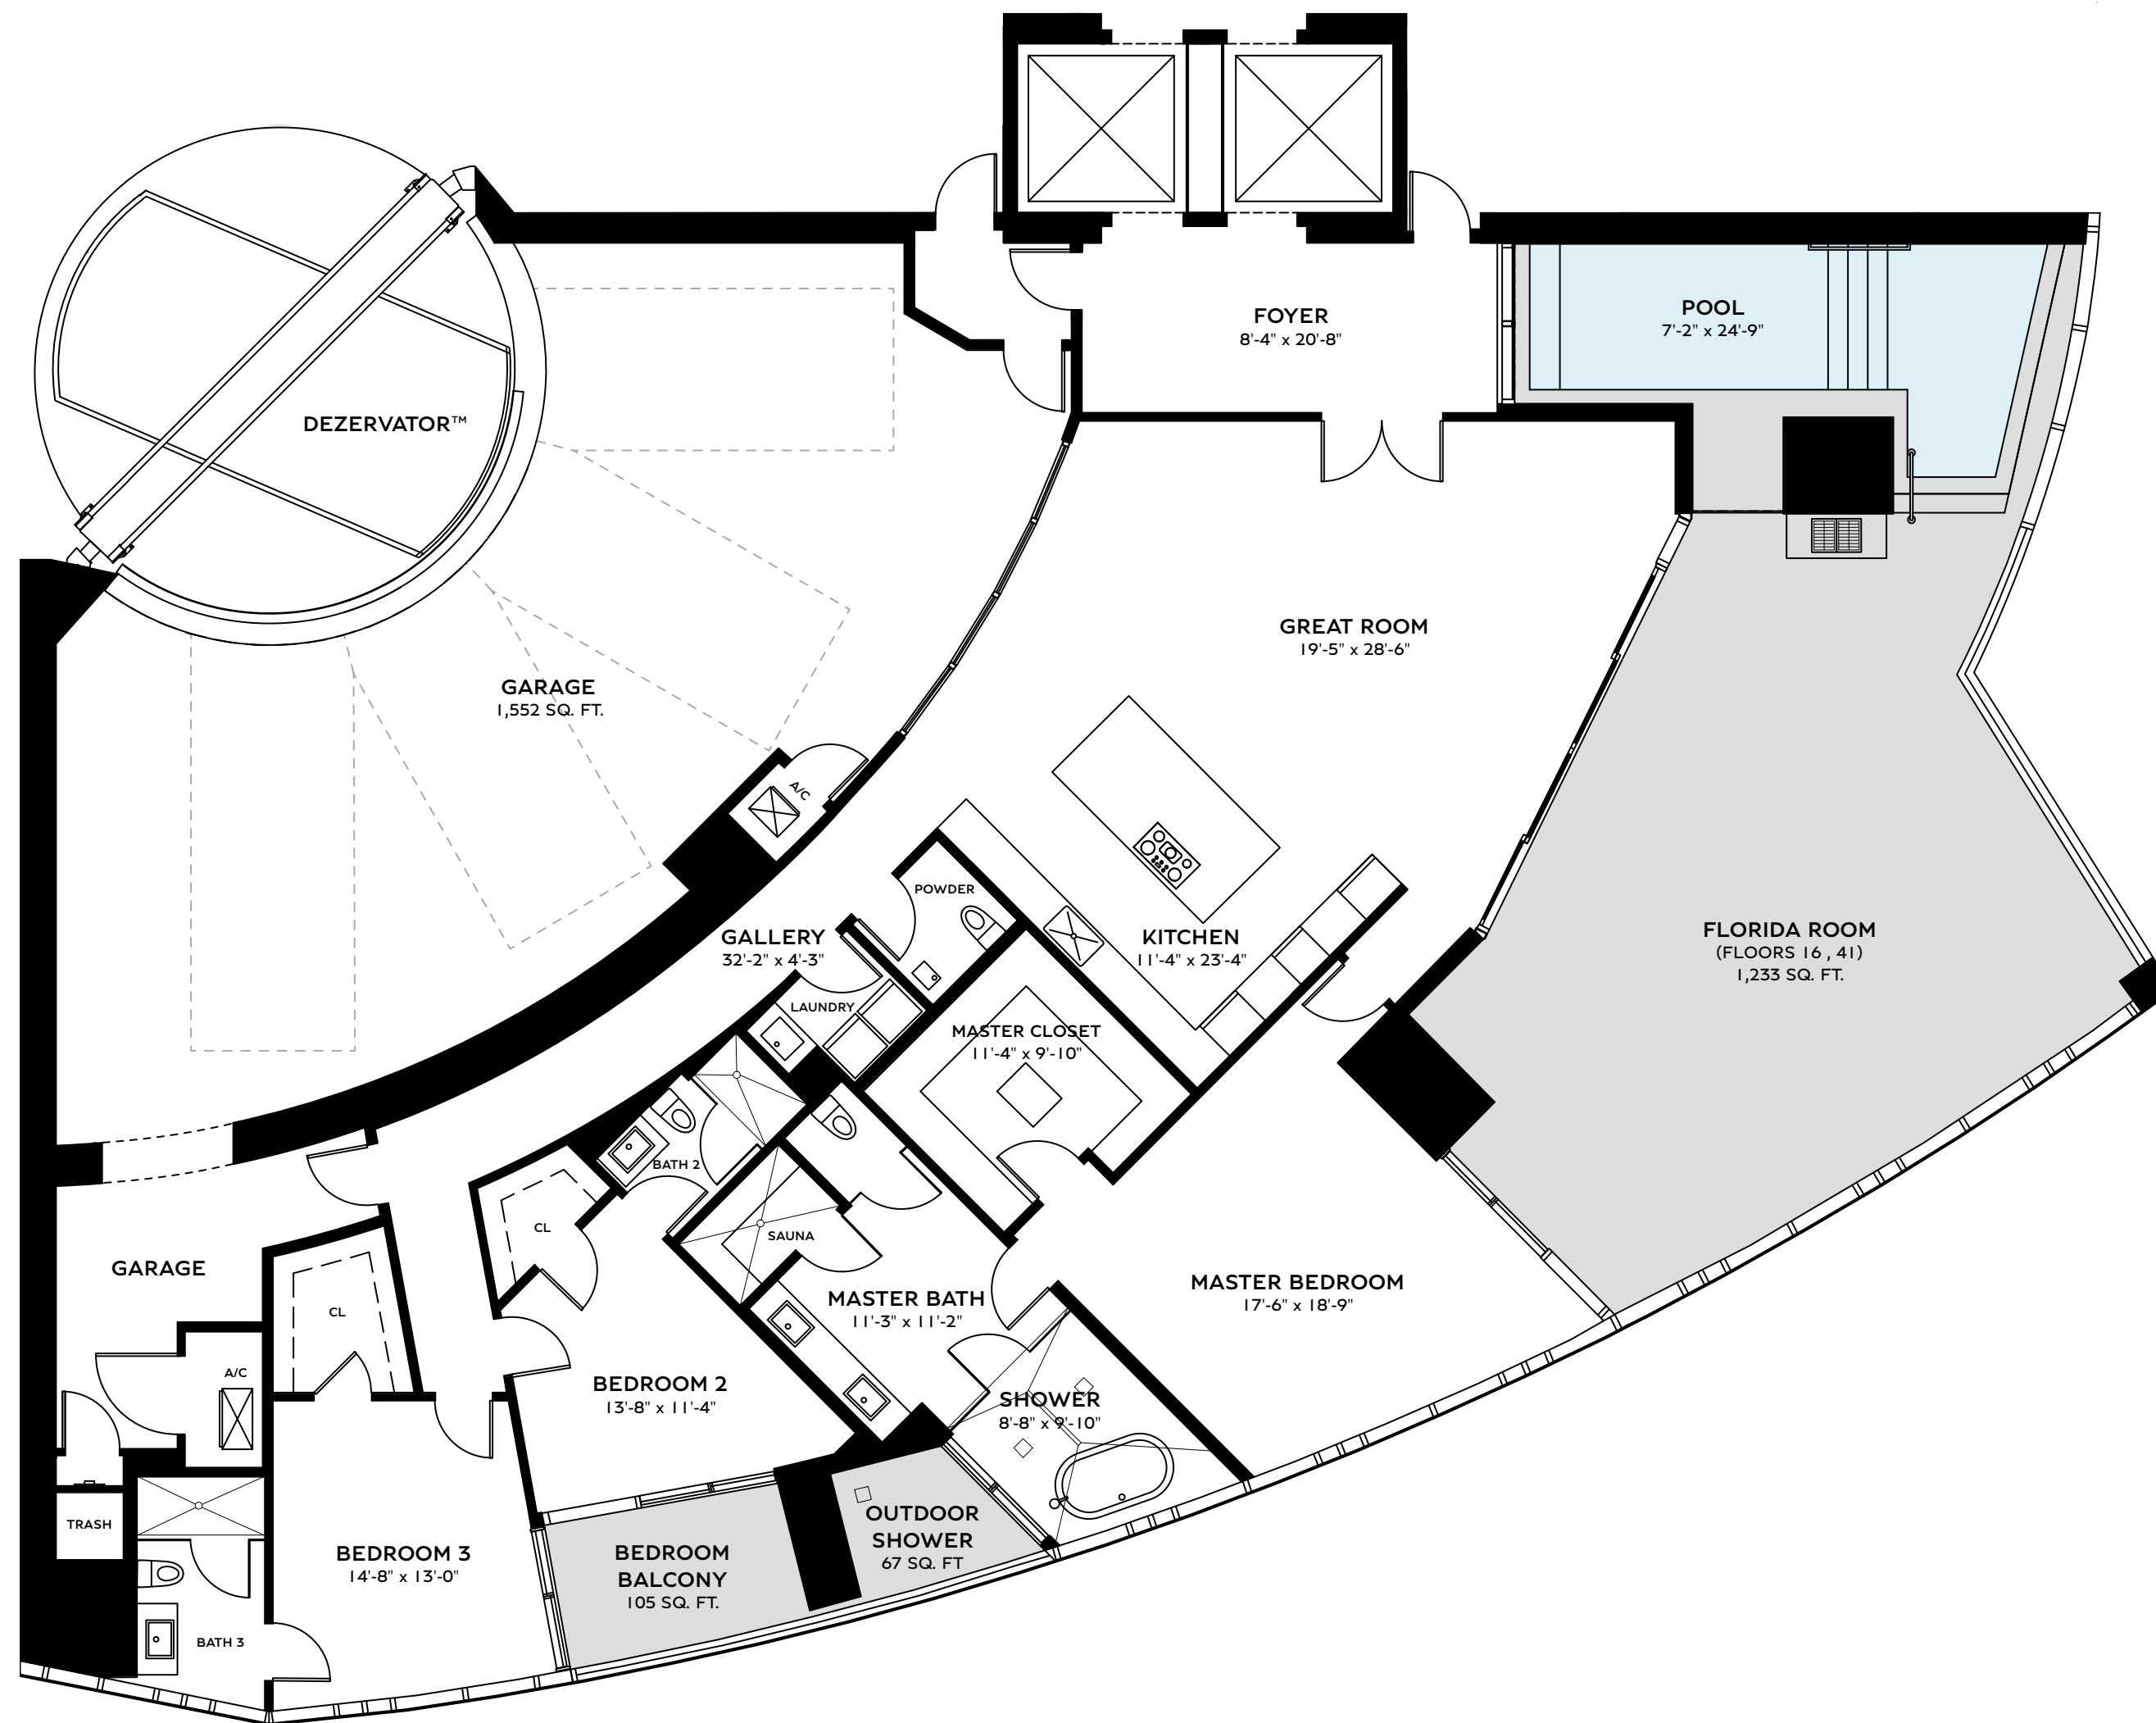 FOYER
8'-4" x 20'-8"
POOL
7'-2" x 24'-9"
DEZERVATOR™
GREAT ROOM
19'-5" x 28'-6"
GARAGE
1,552 SQ. FT.
A/C
POWDER
GALLERY
32'-2" x 4'-3"
KITCHEN
11'-4" x 23'-4"
FLORIDA ROOM
(FLOORS 16 , 41)
1,233 SQ. FT.
LAUNDRY
MASTER CLOSET
11'-4" x 9'-10"
BATH 2
CL
SAUNA
GARAGE
CL
MASTER BATH
11'-3" x 11'-2"
MASTER BEDROOM
17'-6" x 18'-9"
A/C
BEDROOM 2
13'-8" x 11'-4"
SHOWER
8'-8" x 9'-10"
TRASH
OUTDOOR
SHOWER
67 SQ. FT
BEDROOM 3
14'-8" x 13'-0"
BEDROOM
BALCONY
105 SQ. FT.
BATH 3